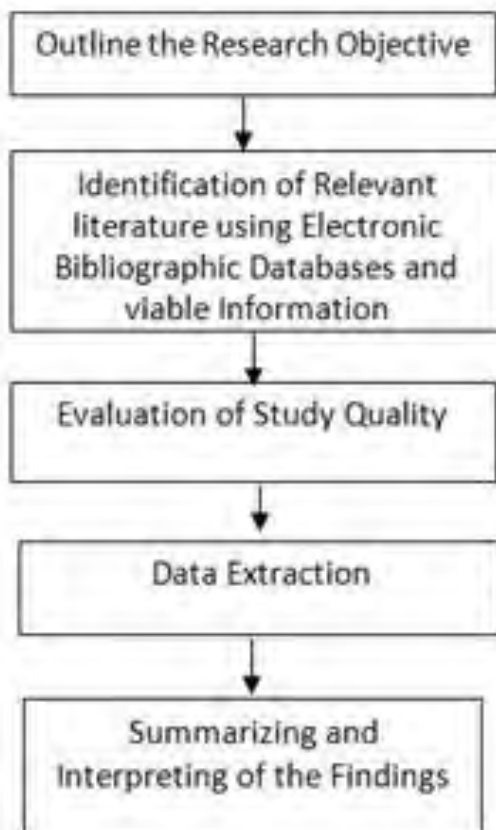 Outline the Research Objective
Identification of Relevant
literature using Electronic
Bibliographic Databases and
viable Information
Evaluation of Study Quality
Data Extraction
Summarizing and
Interpreting of the Findings